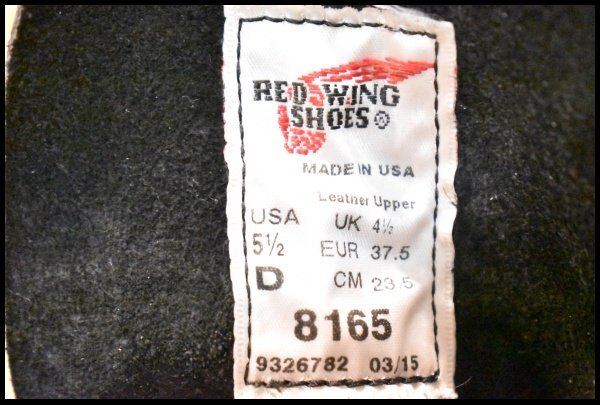 RED WING
SHOES®
MADE IN USA
Leather Upper
USA UK 4½
5½ EUR 37.5
D CM 23.5
8165
9326782 03/15